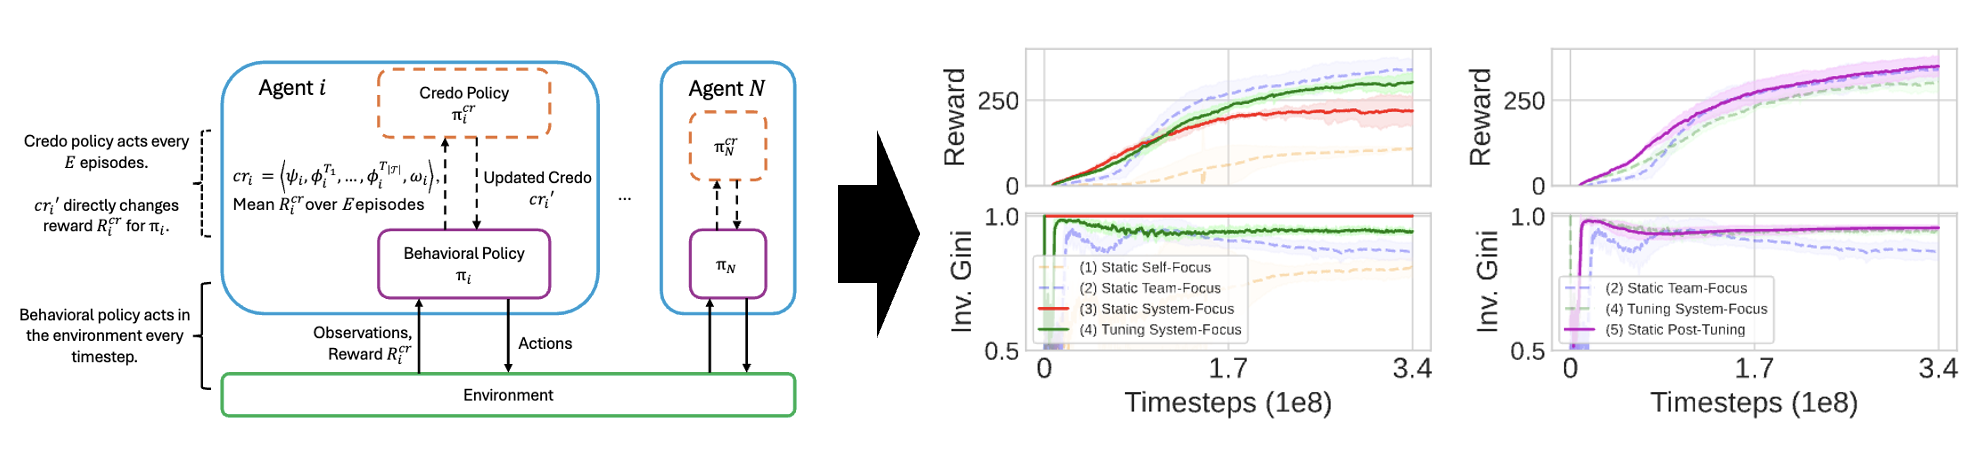 Credo policy acts every
E episodes.
cr_i′ directly changes
reward R_i^cr for π_i.
Behavioral policy acts in
the environment every
timestep.
Agent i
Credo Policy
π_i^cr
cr_i = ⟨ψ_i, ϕ_i^{T_1}, ..., ϕ_i^{T_|𝒯|}, ω_i⟩,
Mean R_i^cr over E episodes
Updated Credo
cr_i′
Behavioral Policy
π_i
Observations,
Reward R_i^cr
Actions
...
Agent N
π_N^cr
π_N
Environment
Reward
250
0
Inv. Gini
1.0
0.5
(1) Static Self-Focus
(2) Static Team-Focus
(3) Static System-Focus
(4) Tuning System-Focus
0 1.7 3.4
Timesteps (1e8)
Reward
250
0
Inv. Gini
1.0
0.5
(2) Static Team-Focus
(4) Tuning System-Focus
(5) Static Post-Tuning
0 1.7 3.4
Timesteps (1e8)